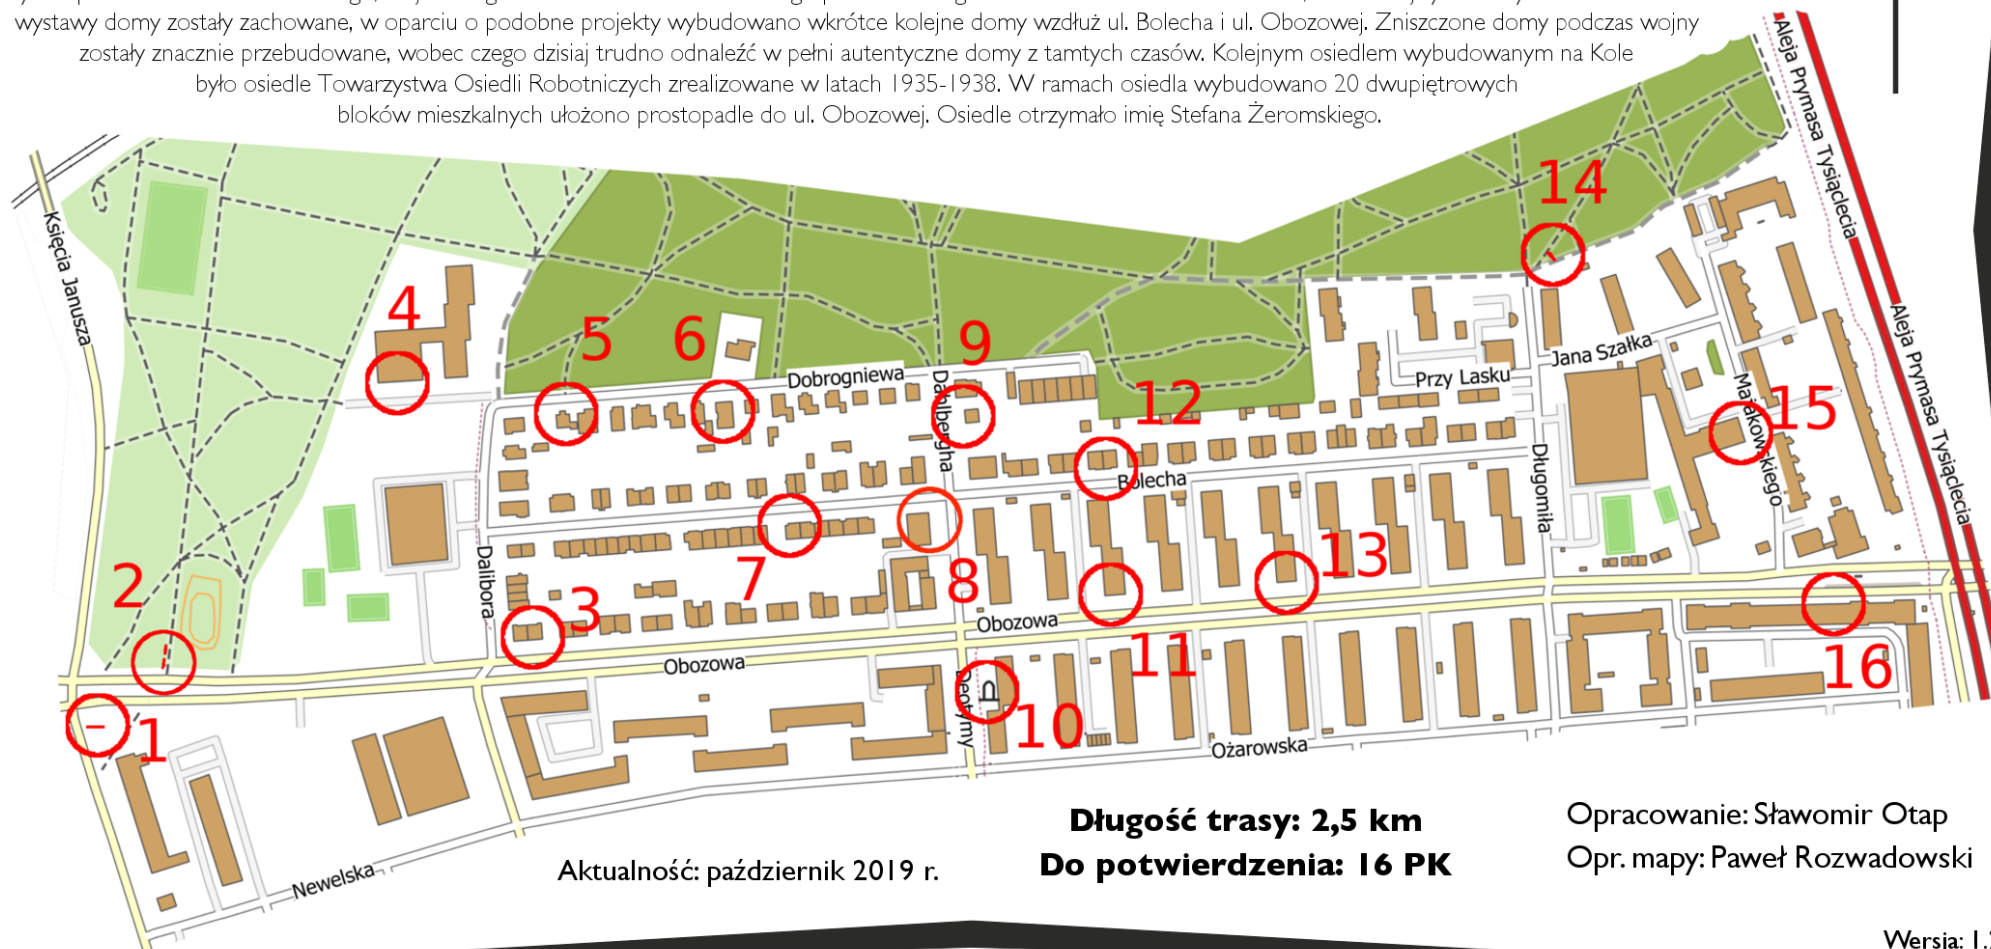 wystawy domy zostały zachowane, w oparciu o podobne projekty wybudowano wkrótce kolejne domy wzdłuż ul. Bolecha i ul. Obozowej. Zniszczone domy podczas wojny
zostały znacznie przebudowane, wobec czego dzisiaj trudno odnaleźć w pełni autentyczne domy z tamtych czasów. Kolejnym osiedlem wybudowanym na Kole
było osiedle Towarzystwa Osiedli Robotniczych zrealizowane w latach 1935-1938. W ramach osiedla wybudowano 20 dwupiętrowych
bloków mieszkalnych ułożono prostopadle do ul. Obozowej. Osiedle otrzymało imię Stefana Żeromskiego.
Aleja Prymasa Tysiąclecia
14
Księcia Janusza
4
5
6
9
Dobrogniewa
Dahlbergha
12
Jana Szałka
Przy Lasku
Majakowskiego
15
Aleja Prymasa Tysiąclecia
Bolecha
Długomiła
2
Dalibora
7
8
13
3
Obozowa
Obozowa
11
16
1
Deotymy
10
P
Ożarowska
Newelska
Długość trasy: 2,5 km
Do potwierdzenia: 16 PK
Aktualność: październik 2019 r.
Opracowanie: Sławomir Otap
Opr. mapy: Paweł Rozwadowski
Wersja: 1.